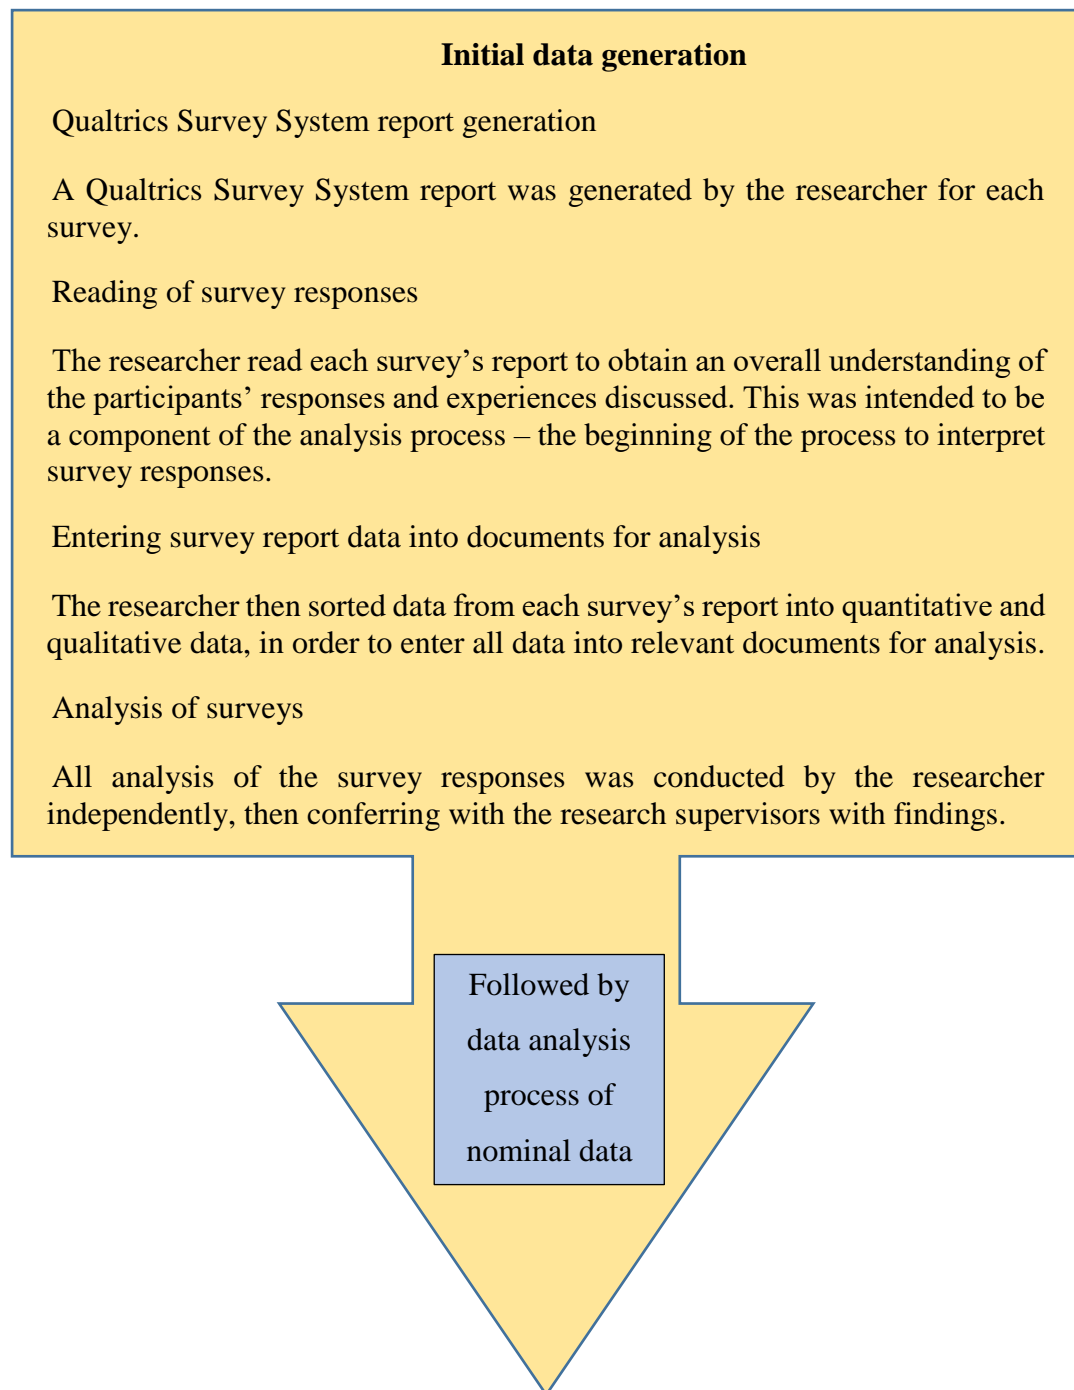 Initial data generation
Qualtrics Survey System report generation
A Qualtrics Survey System report was generated by the researcher for each
survey.
Reading of survey responses
The researcher read each survey’s report to obtain an overall understanding of
the participants’ responses and experiences discussed. This was intended to be
a component of the analysis process – the beginning of the process to interpret
survey responses.
Entering survey report data into documents for analysis
The researcher then sorted data from each survey’s report into quantitative and
qualitative data, in order to enter all data into relevant documents for analysis.
Analysis of surveys
All analysis of the survey responses was conducted by the researcher
independently, then conferring with the research supervisors with findings.
Followed by
data analysis
process of
nominal data